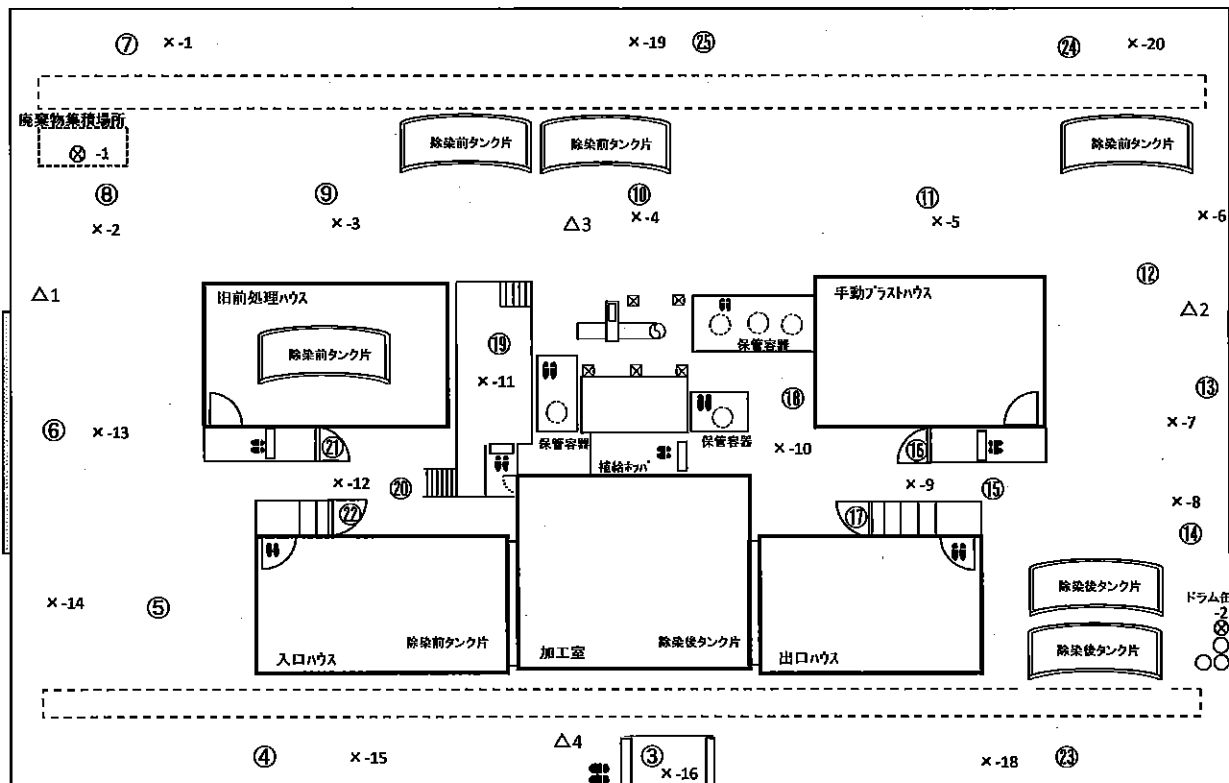 ⑦ ×-1 ×-19 ㉕ ㉔ ×-20
廃棄物集積場所
⊗ -1
除染前タンク片 除染前タンク片 除染前タンク片
⑧ ⑨ ⑩ ⑪
×-2 ×-3 △3 ×-4 ×-5 ×-6
⑫
△1 △2
旧前処理ハウス 手動ブラストハウス
除染前タンク片
保管容器
⑲
×-11
⑬
⑱
×-7
⑥ ×-13
保管容器 保管容器
㉑ ×-10 ⑯
補給ホッパ
×-12 ⑳ ×-9 ⑮
×-8
㉒ ⑰ ⑭
除染後タンク片
ドラム缶
-2
⊗
×-14 ⑤
除染前タンク片 除染後タンク片 除染後タンク片
入口ハウス 加工室 出口ハウス
④ ×-15 △4 ③ ×-16 ×-18 ㉓